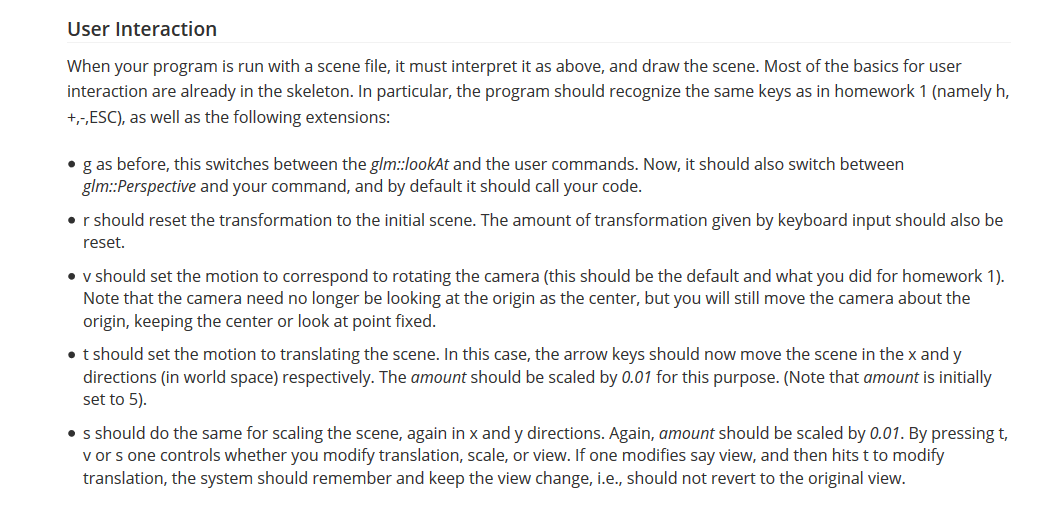 User Interaction
When your program is run with a scene file, it must interpret it as above, and draw the scene. Most of the basics for user
interaction are already in the skeleton. In particular, the program should recognize the same keys as in homework 1 (namely h,
+,-,ESC), as well as the following extensions:
• g as before, this switches between the glm::lookAt and the user commands. Now, it should also switch between
glm::Perspective and your command, and by default it should call your code.
• r should reset the transformation to the initial scene. The amount of transformation given by keyboard input should also be
reset.
• v should set the motion to correspond to rotating the camera (this should be the default and what you did for homework 1).
Note that the camera need no longer be looking at the origin as the center, but you will still move the camera about the
origin, keeping the center or look at point fixed.
• t should set the motion to translating the scene. In this case, the arrow keys should now move the scene in the x and y
directions (in world space) respectively. The amount should be scaled by 0.01 for this purpose. (Note that amount is initially
set to 5).
• s should do the same for scaling the scene, again in x and y directions. Again, amount should be scaled by 0.01. By pressing t,
v or s one controls whether you modify translation, scale, or view. If one modifies say view, and then hits t to modify
translation, the system should remember and keep the view change, i.e., should not revert to the original view.